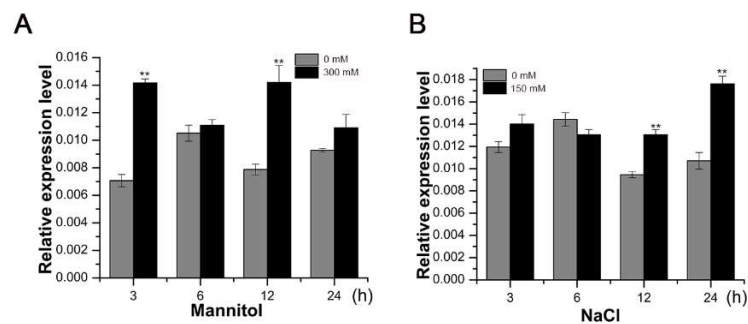 A
Relative expression level
0.016
0.014
0.012
0.010
0.008
0.006
0.004
0.002
0.000
0 mM
300 mM
**
**
3 6 12 24 (h)
Mannitol
B
Relative expression level
0.018
0.016
0.014
0.012
0.010
0.008
0.006
0.004
0.002
0.000
0 mM
150 mM
**
**
3 6 12 24 (h)
NaCl